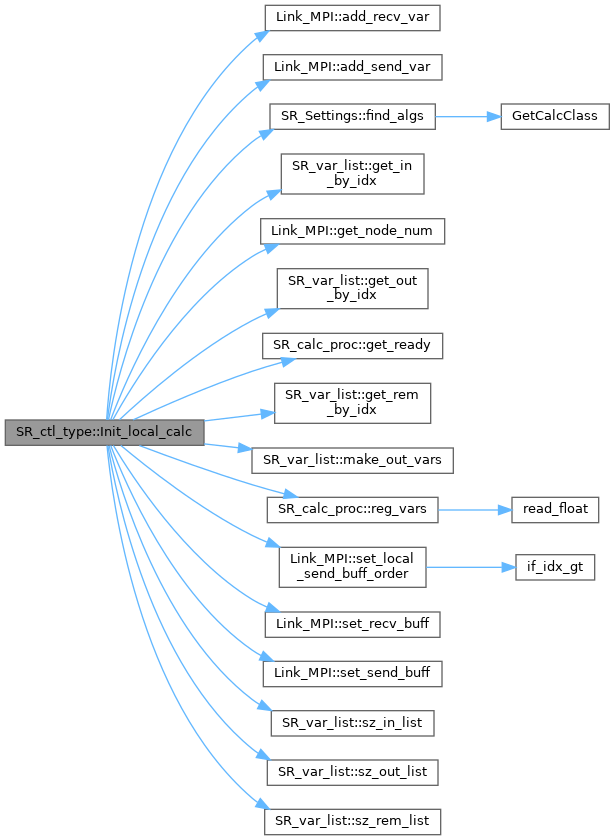 Link_MPI::add_recv_var
Link_MPI::add_send_var
SR_Settings::find_algs
GetCalcClass
SR_var_list::get_in
_by_idx
Link_MPI::get_node_num
SR_var_list::get_out
_by_idx
SR_calc_proc::get_ready
SR_var_list::get_rem
_by_idx
SR_ctl_type::Init_local_calc
SR_var_list::make_out_vars
SR_calc_proc::reg_vars
read_float
Link_MPI::set_local
_send_buff_order
if_idx_gt
Link_MPI::set_recv_buff
Link_MPI::set_send_buff
SR_var_list::sz_in_list
SR_var_list::sz_out_list
SR_var_list::sz_rem_list